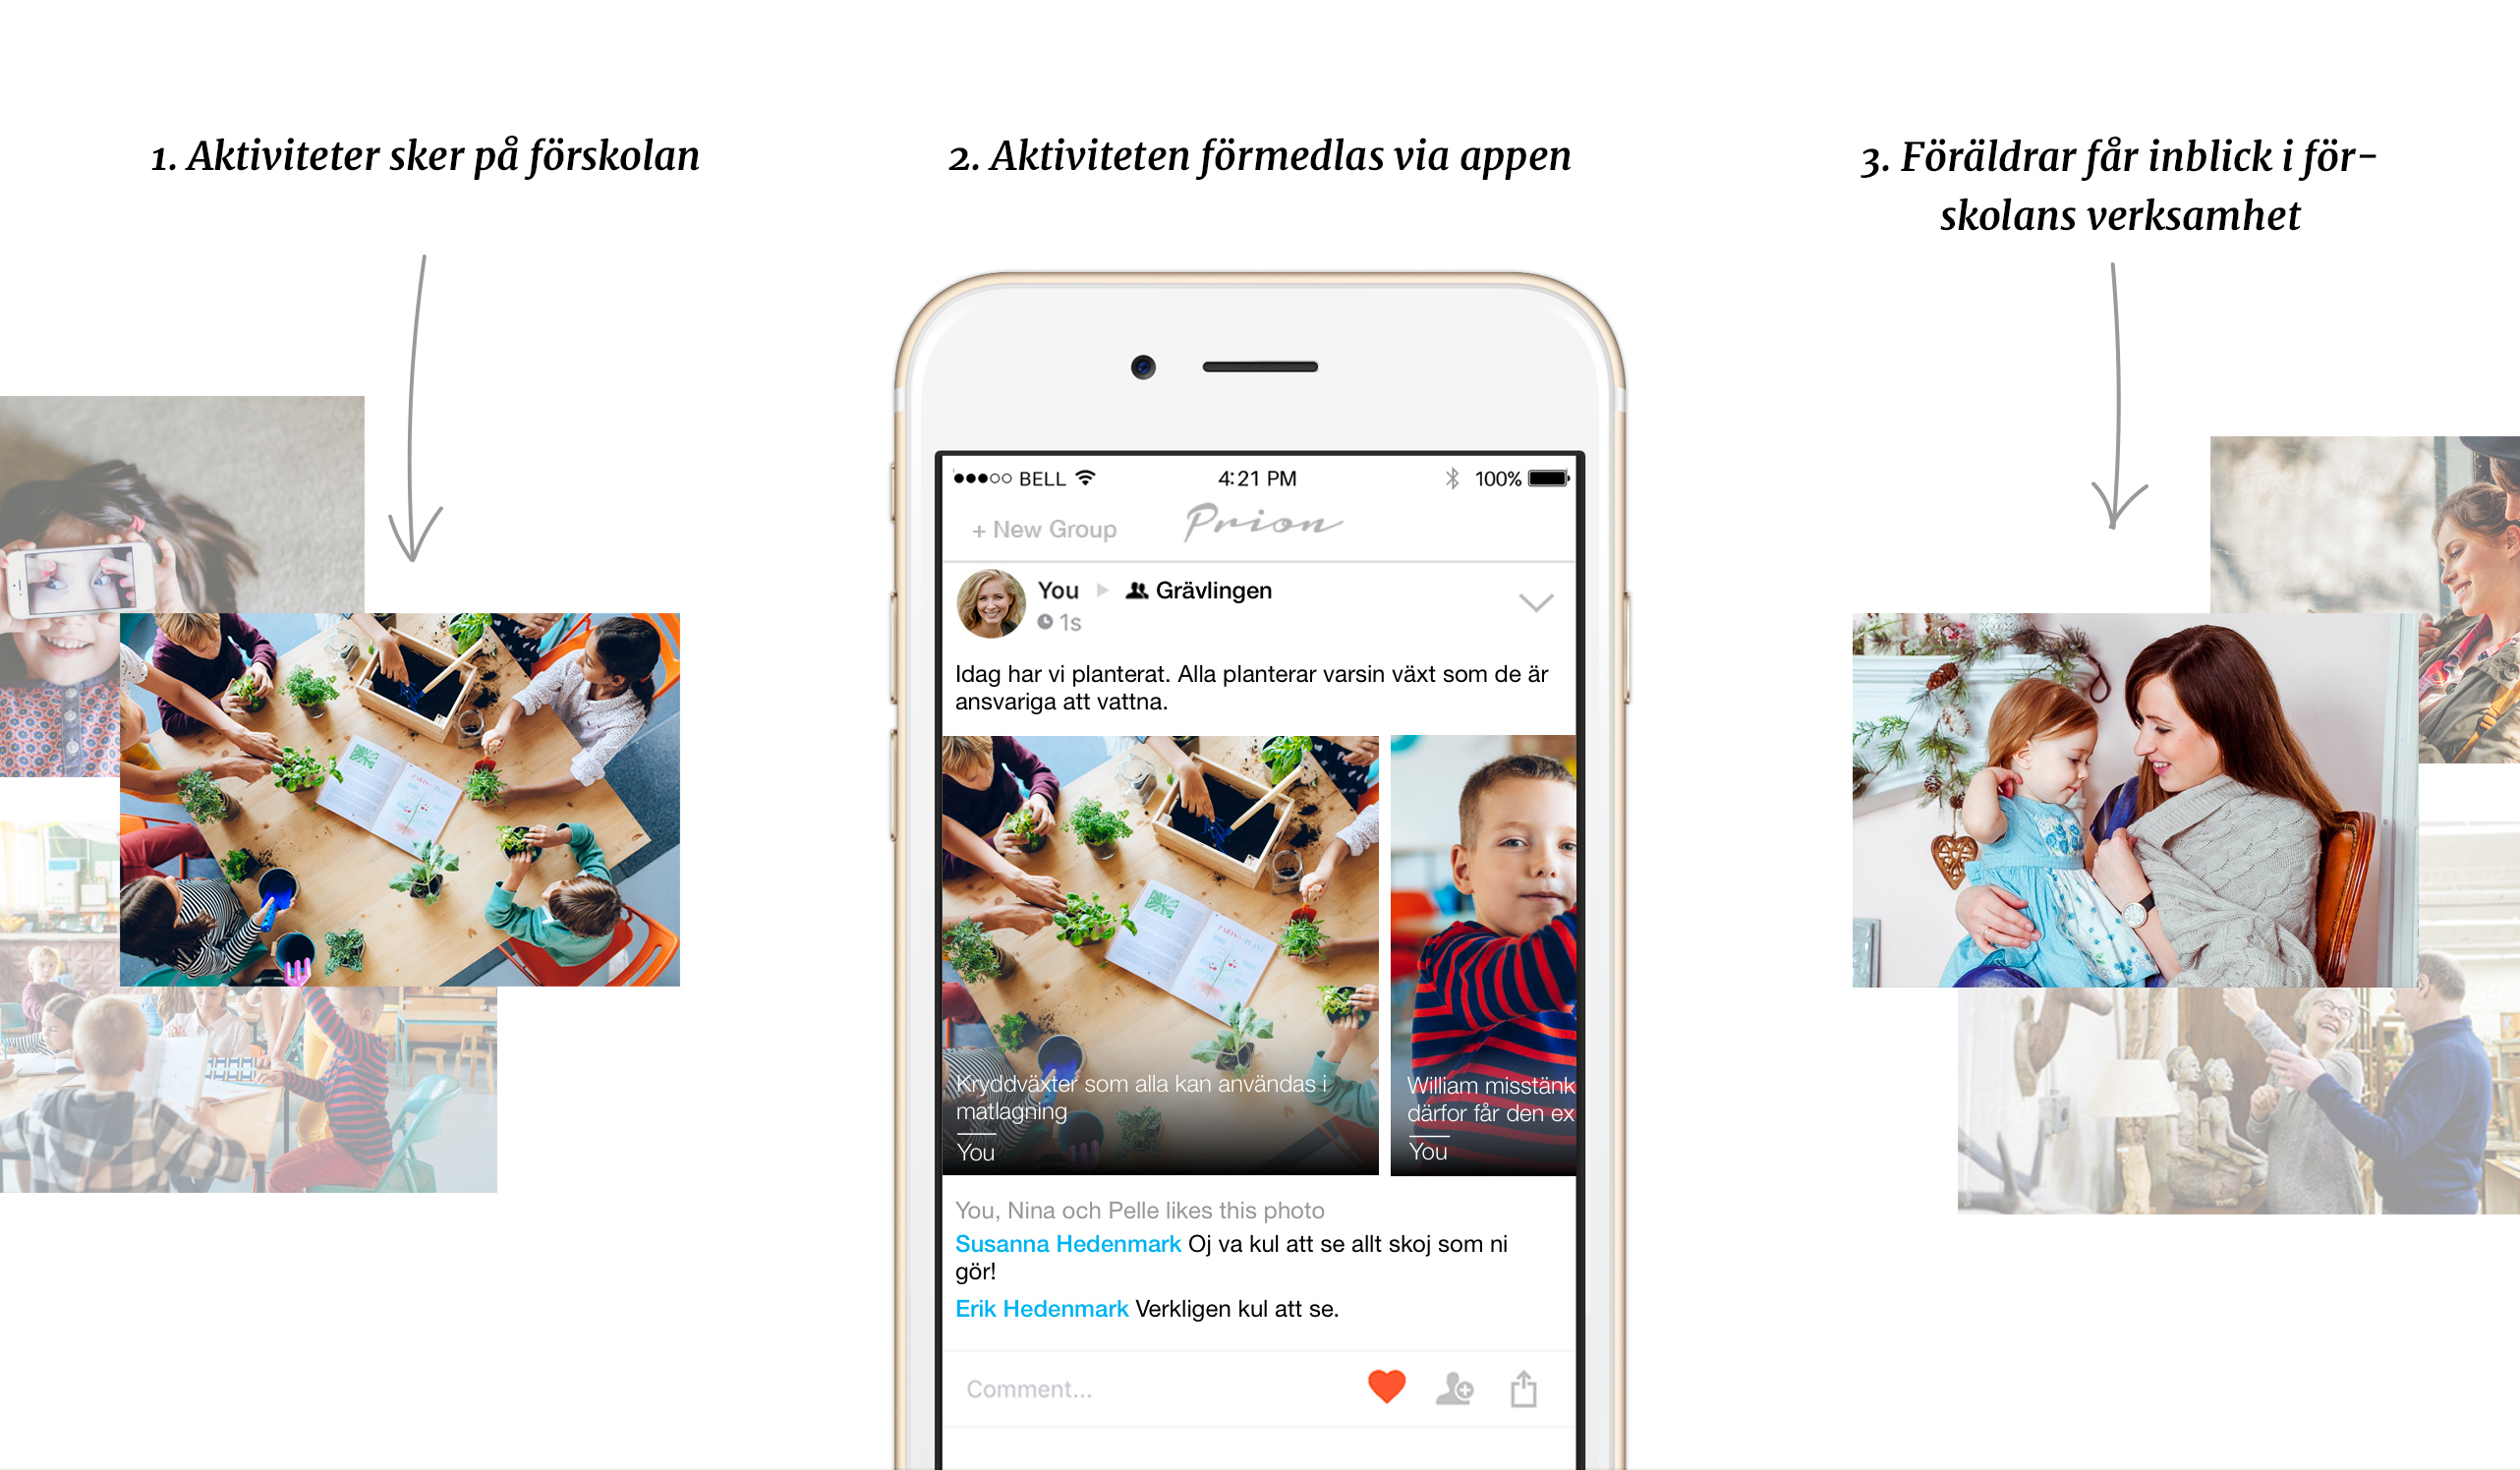 1. Aktiviteter sker på förskolan
2. Aktiviteten förmedlas via appen
3. Föräldrar får inblick i för-
skolans verksamhet
BELL
4:21 PM
100%
+ New Group
Prion
You
Grävlingen
1s
Idag har vi planterat. Alla planterar varsin växt som de är
ansvariga att vattna.
Kryddväxter som alla kan användas i
matlagning
You
William misstänk
därfor får den ex
You
You, Nina och Pelle likes this photo
Susanna Hedenmark Oj va kul att se allt skoj som ni
gör!
Erik Hedenmark Verkligen kul att se.
Comment...